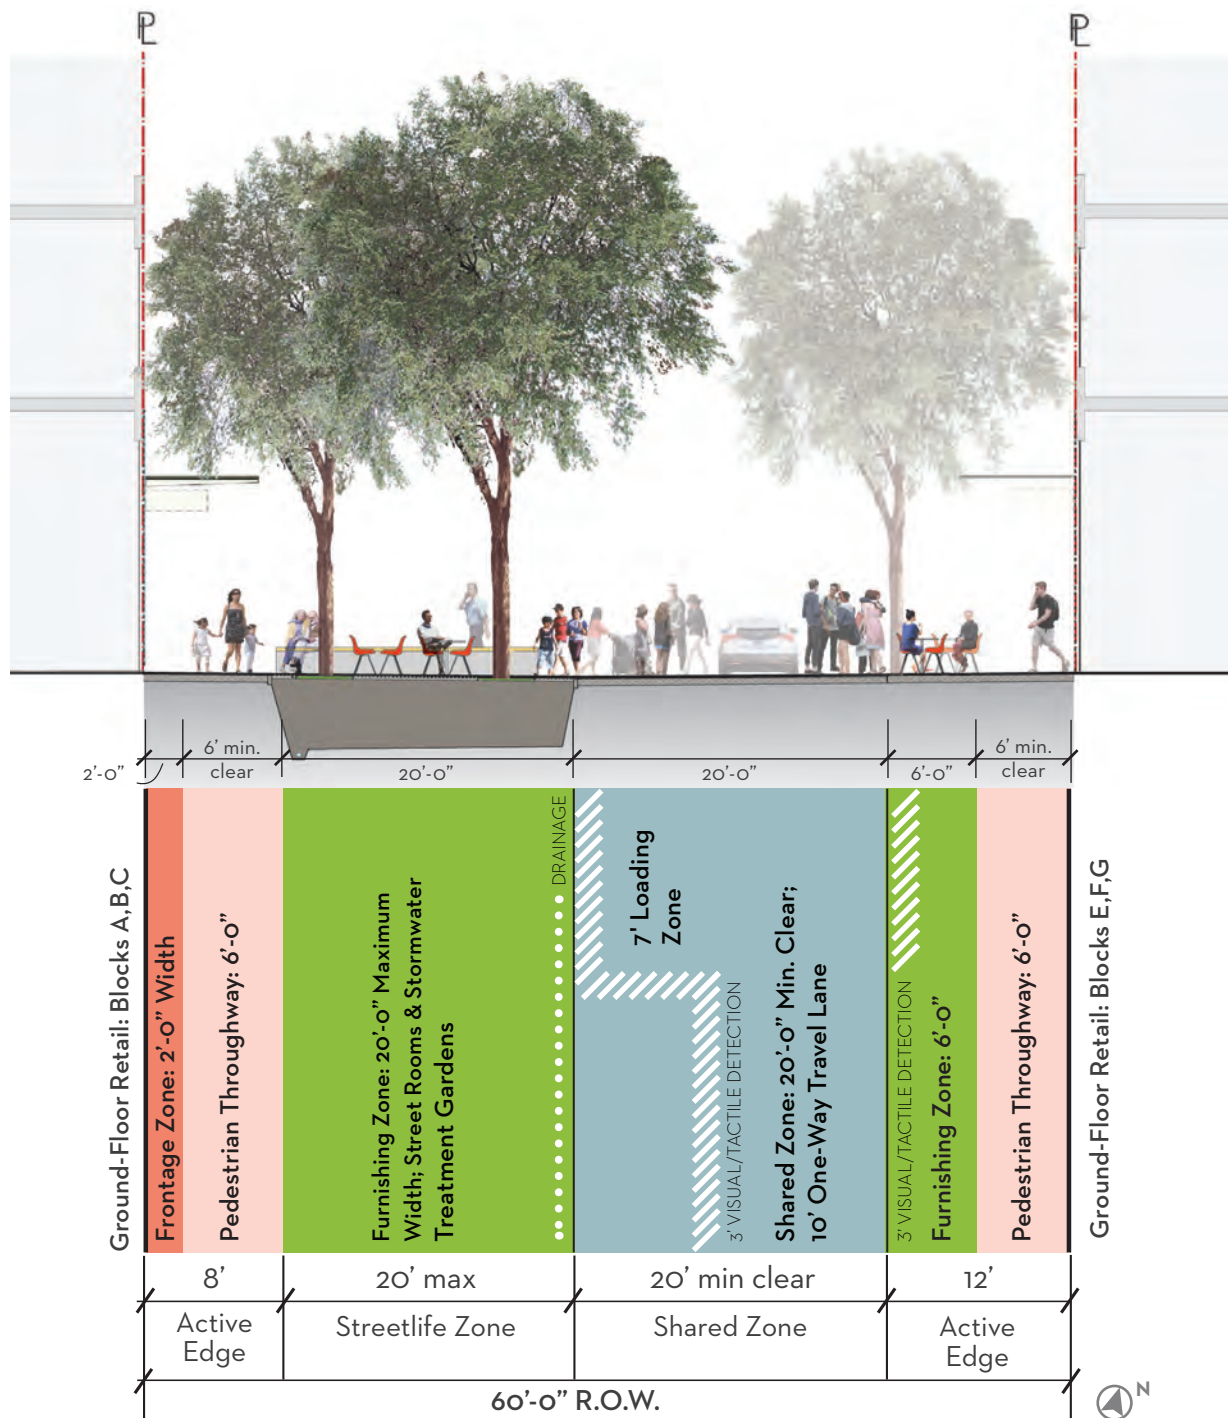 PL
PL
2'-0"
6' min.
clear
20'-0"
20'-0"
6'-0"
6' min.
clear
Ground-Floor Retail: Blocks A,B,C
Frontage Zone: 2'-0" Width
Pedestrian Throughway: 6'-0"
Furnishing Zone: 20'-0" Maximum
Width; Street Rooms & Stormwater
Treatment Gardens
DRAINAGE
7' Loading
Zone
3' VISUAL/TACTILE DETECTION
Shared Zone: 20'-0" Min. Clear;
10' One-Way Travel Lane
3' VISUAL/TACTILE DETECTION
Furnishing Zone: 6'-0"
Pedestrian Throughway: 6'-0"
Ground-Floor Retail: Blocks E,F,G
8'
20' max
20' min clear
12'
Active
Edge
Streetlife Zone
Shared Zone
Active
Edge
60'-0" R.O.W.
N